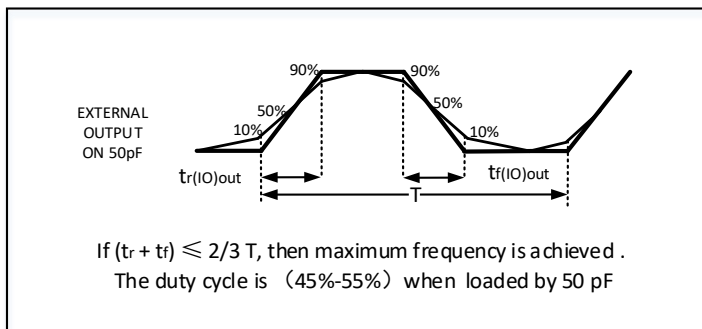 90%
90%
50%
50%
10%
10%
EXTERNAL
OUTPUT
ON 50pF
tr(IO)out
tf(IO)out
T
If (tr + tf) ≤ 2/3 T, then maximum frequency is achieved .
The duty cycle is （45%-55%）when loaded by 50 pF